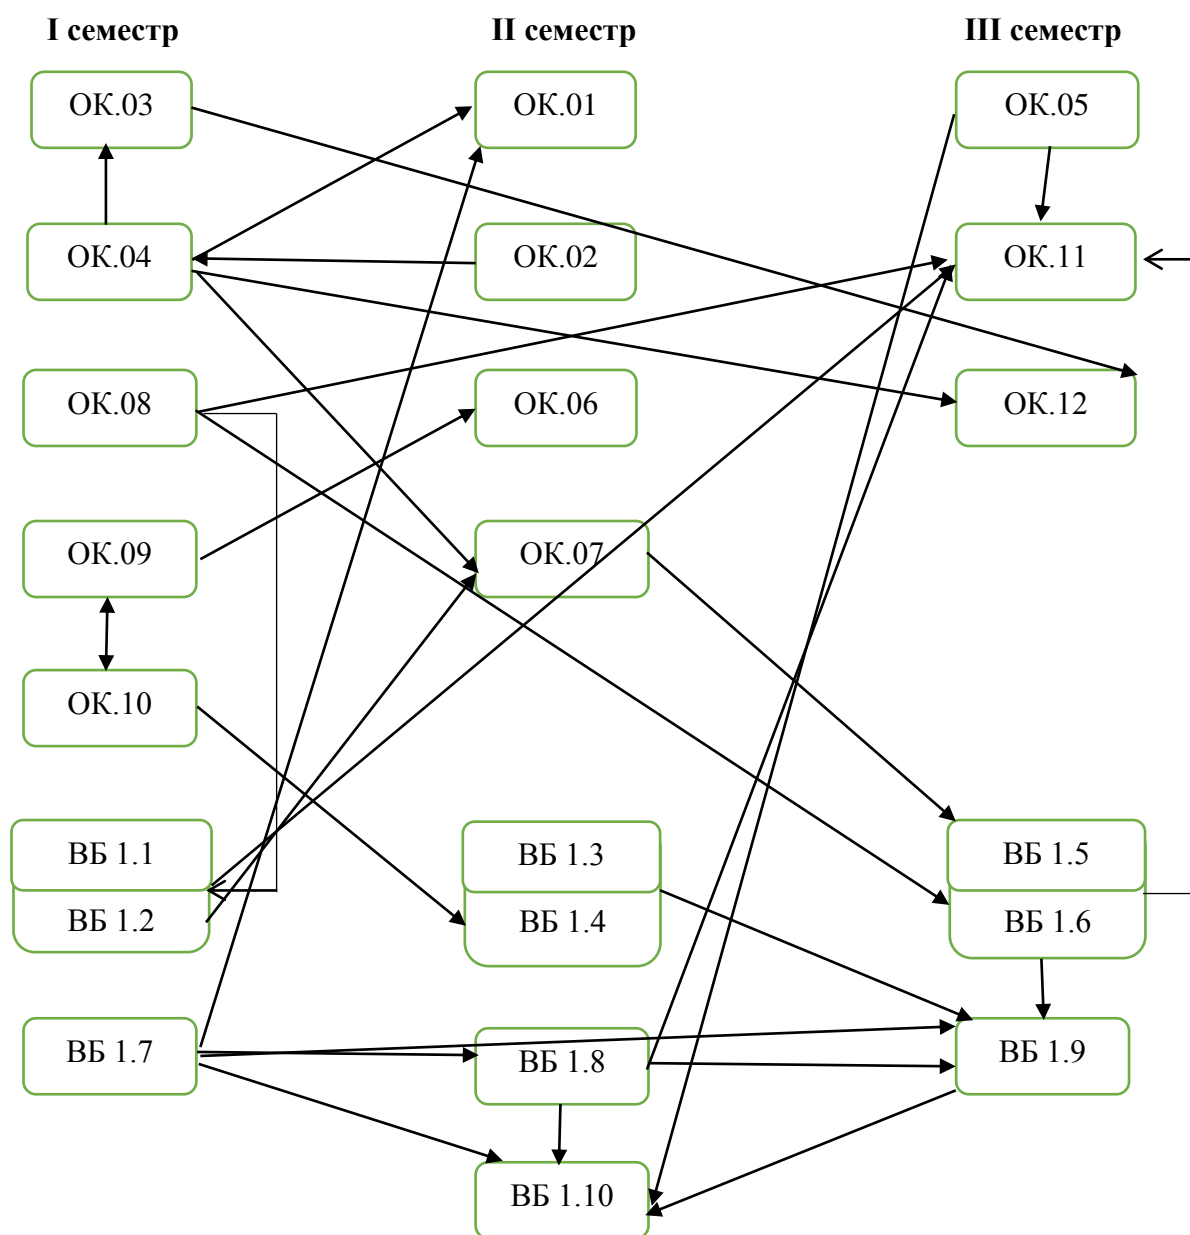 I семестр II семестр III семестр
ОК.03 ОК.01 ОК.05
ОК.04 ОК.02 ОК.11
ОК.08 ОК.06 ОК.12
ОК.09 ОК.07
ОК.10
ВБ 1.1 ВБ 1.3 ВБ 1.5
ВБ 1.2 ВБ 1.4 ВБ 1.6
ВБ 1.7 ВБ 1.8 ВБ 1.9
ВБ 1.10